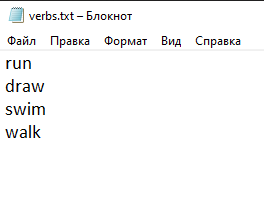 verbs.txt – Блокнот
Файл Правка Формат Вид Справка
run
draw
swim
walk